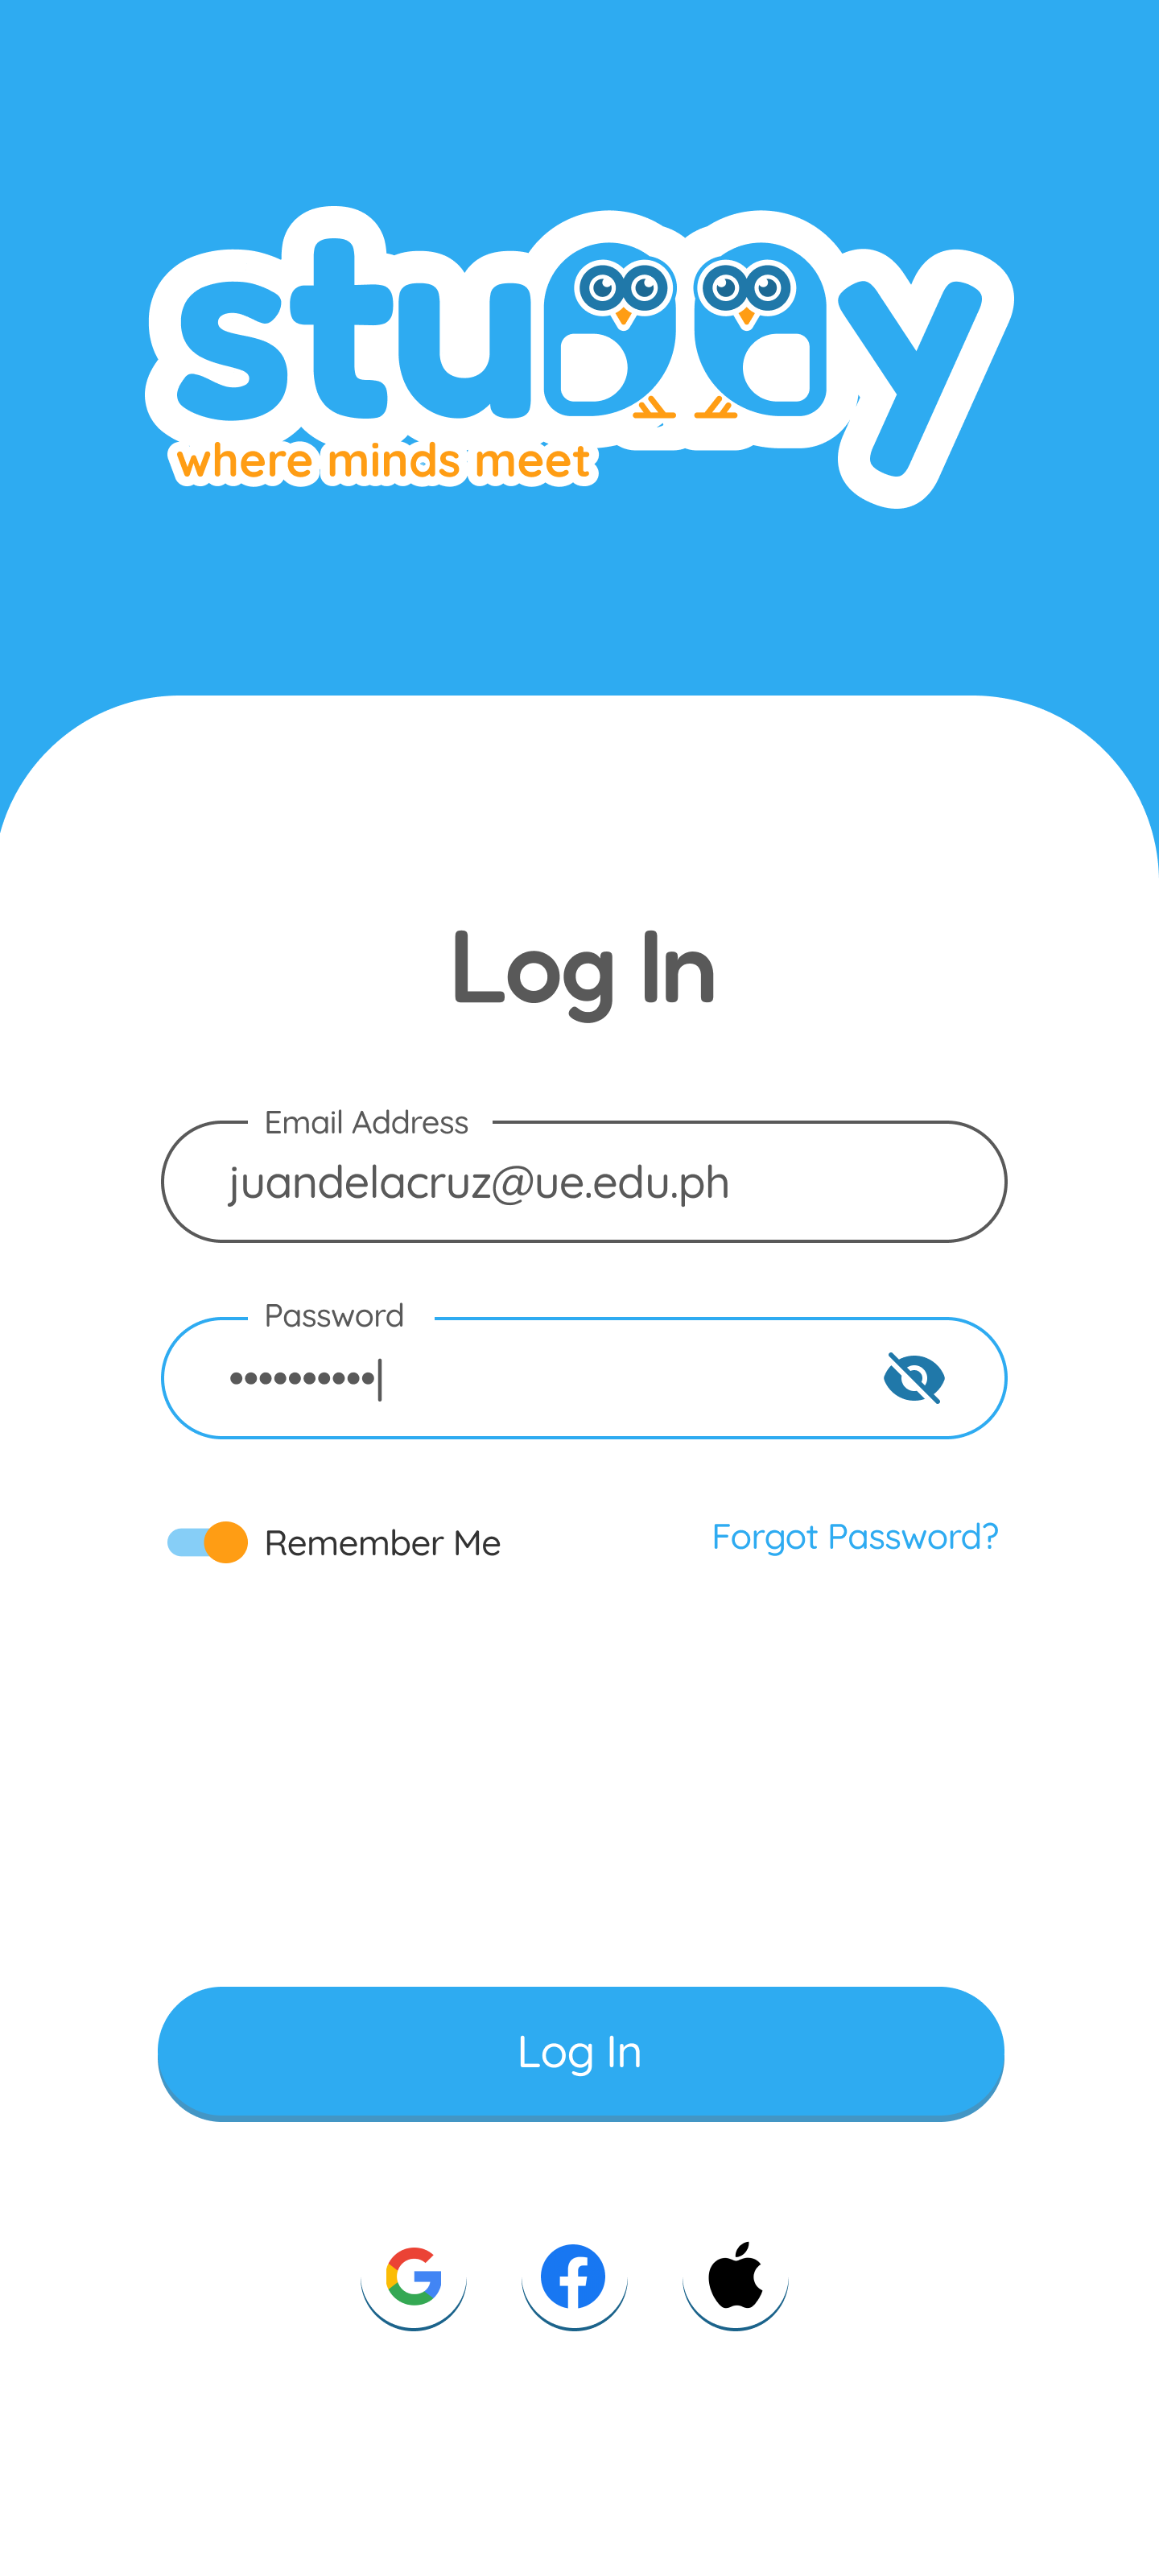 studdy
where minds meet
Log In
Email Address
juandelacruz@ue.edu.ph
Password
••••••••••
Remember Me
Forgot Password?
Log In